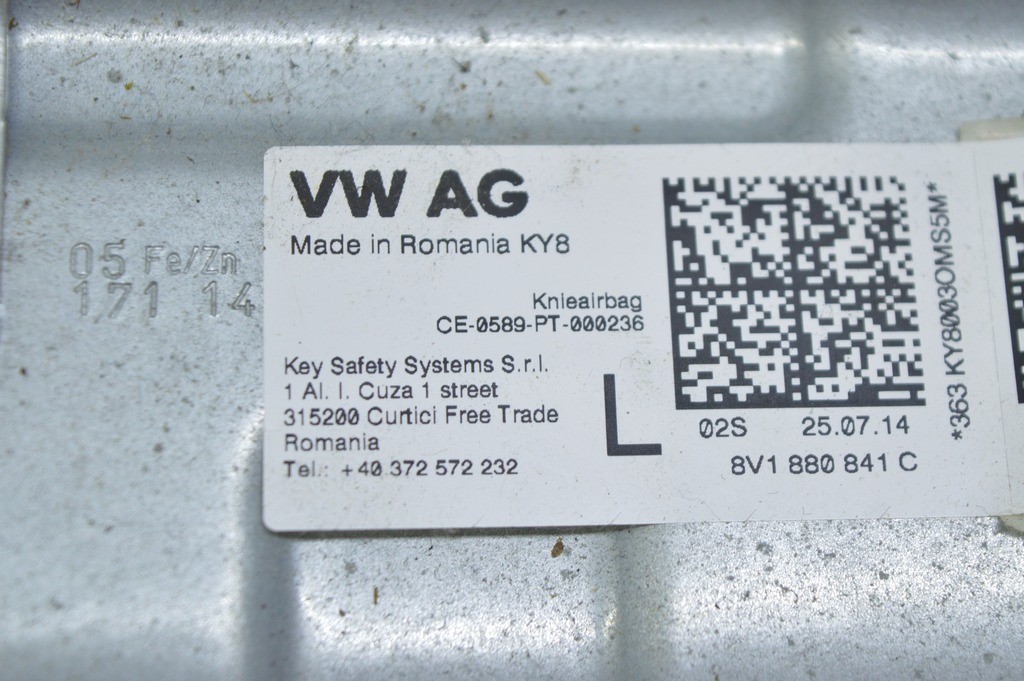 VW AG
Made in Romania KY8
Knieairbag
CE-0589-PT-000236
Key Safety Systems S.r.l.
1 Al. I. Cuza 1 street
315200 Curtici Free Trade
Romania
Tel.: +40 372 572 232
L
02S 25.07.14
8V1 880 841 C
*363 KY80030MS5M*
05 Fe/Zn
171 14